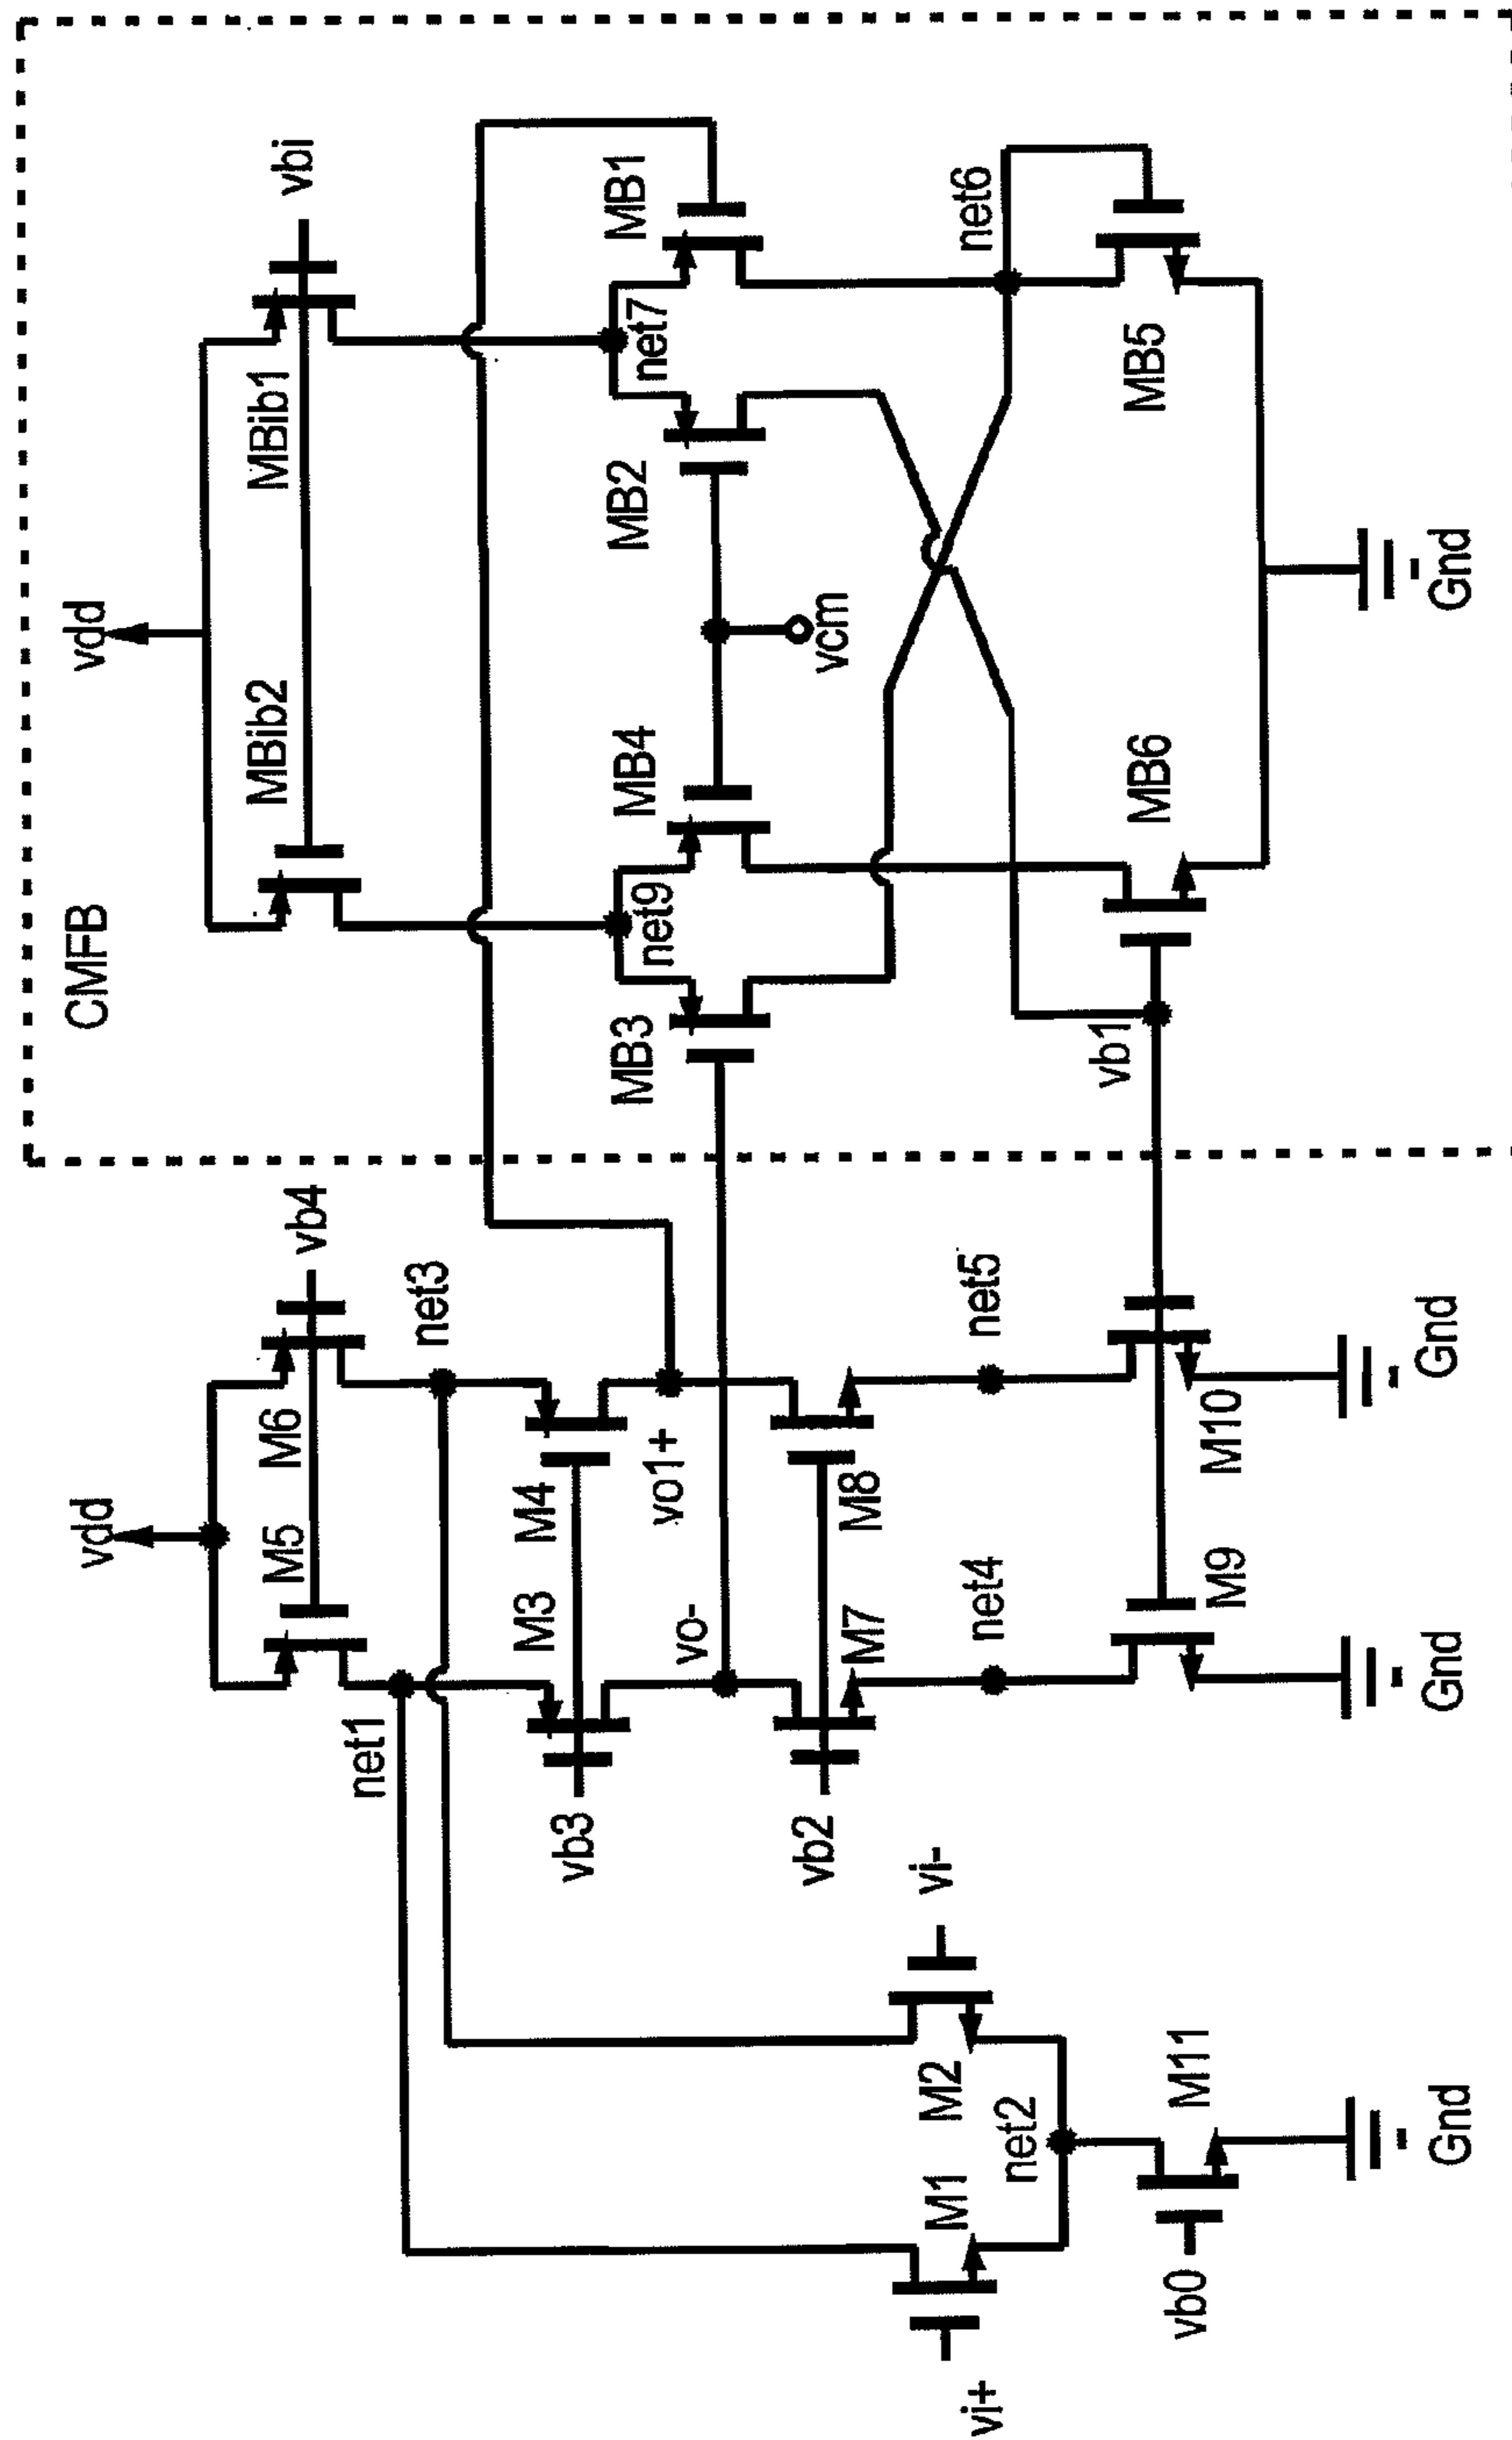 CMFB
vdd
vdd
vbi
MBib2
MBib1
M5
M6
vb4
net1
net3
net9
net7
MB3
MB4
MB2
MB1
vb3
M3
M4
vo-
vo1+
vcm
vb2
M7
M8
vi+
M1
M2
vi-
net2
net4
net5
net6
vb1
vb0
M11
M9
M10
MB6
MB5
Gnd
Gnd
Gnd
Gnd